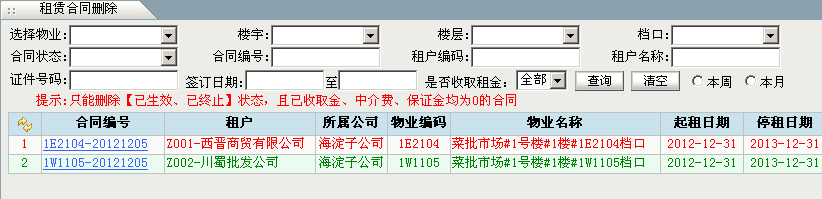 租赁合同删除
选择物业: 楼宇: 楼层: 档口:
合同状态: 合同编号: 租户编码: 租户名称:
证件号码: 签订日期: 至 是否收取租金: 全部 查询 清空 本周 本月
提示:只能删除【已生效、已终止】状态，且已收取金、中介费、保证金均为0的合同
合同编号 租户 所属公司 物业编码 物业名称 起租日期 停租日期
1 1E2104-20121205 Z001-西晋商贸有限公司 海淀子公司 1E2104 菜批市场#1号楼#1楼#1E2104档口 2012-12-31 2013-12-31
2 1W1105-20121205 Z002-川蜀批发公司 海淀子公司 1W1105 菜批市场#1号楼#1楼#1W1105档口 2012-12-31 2013-12-31